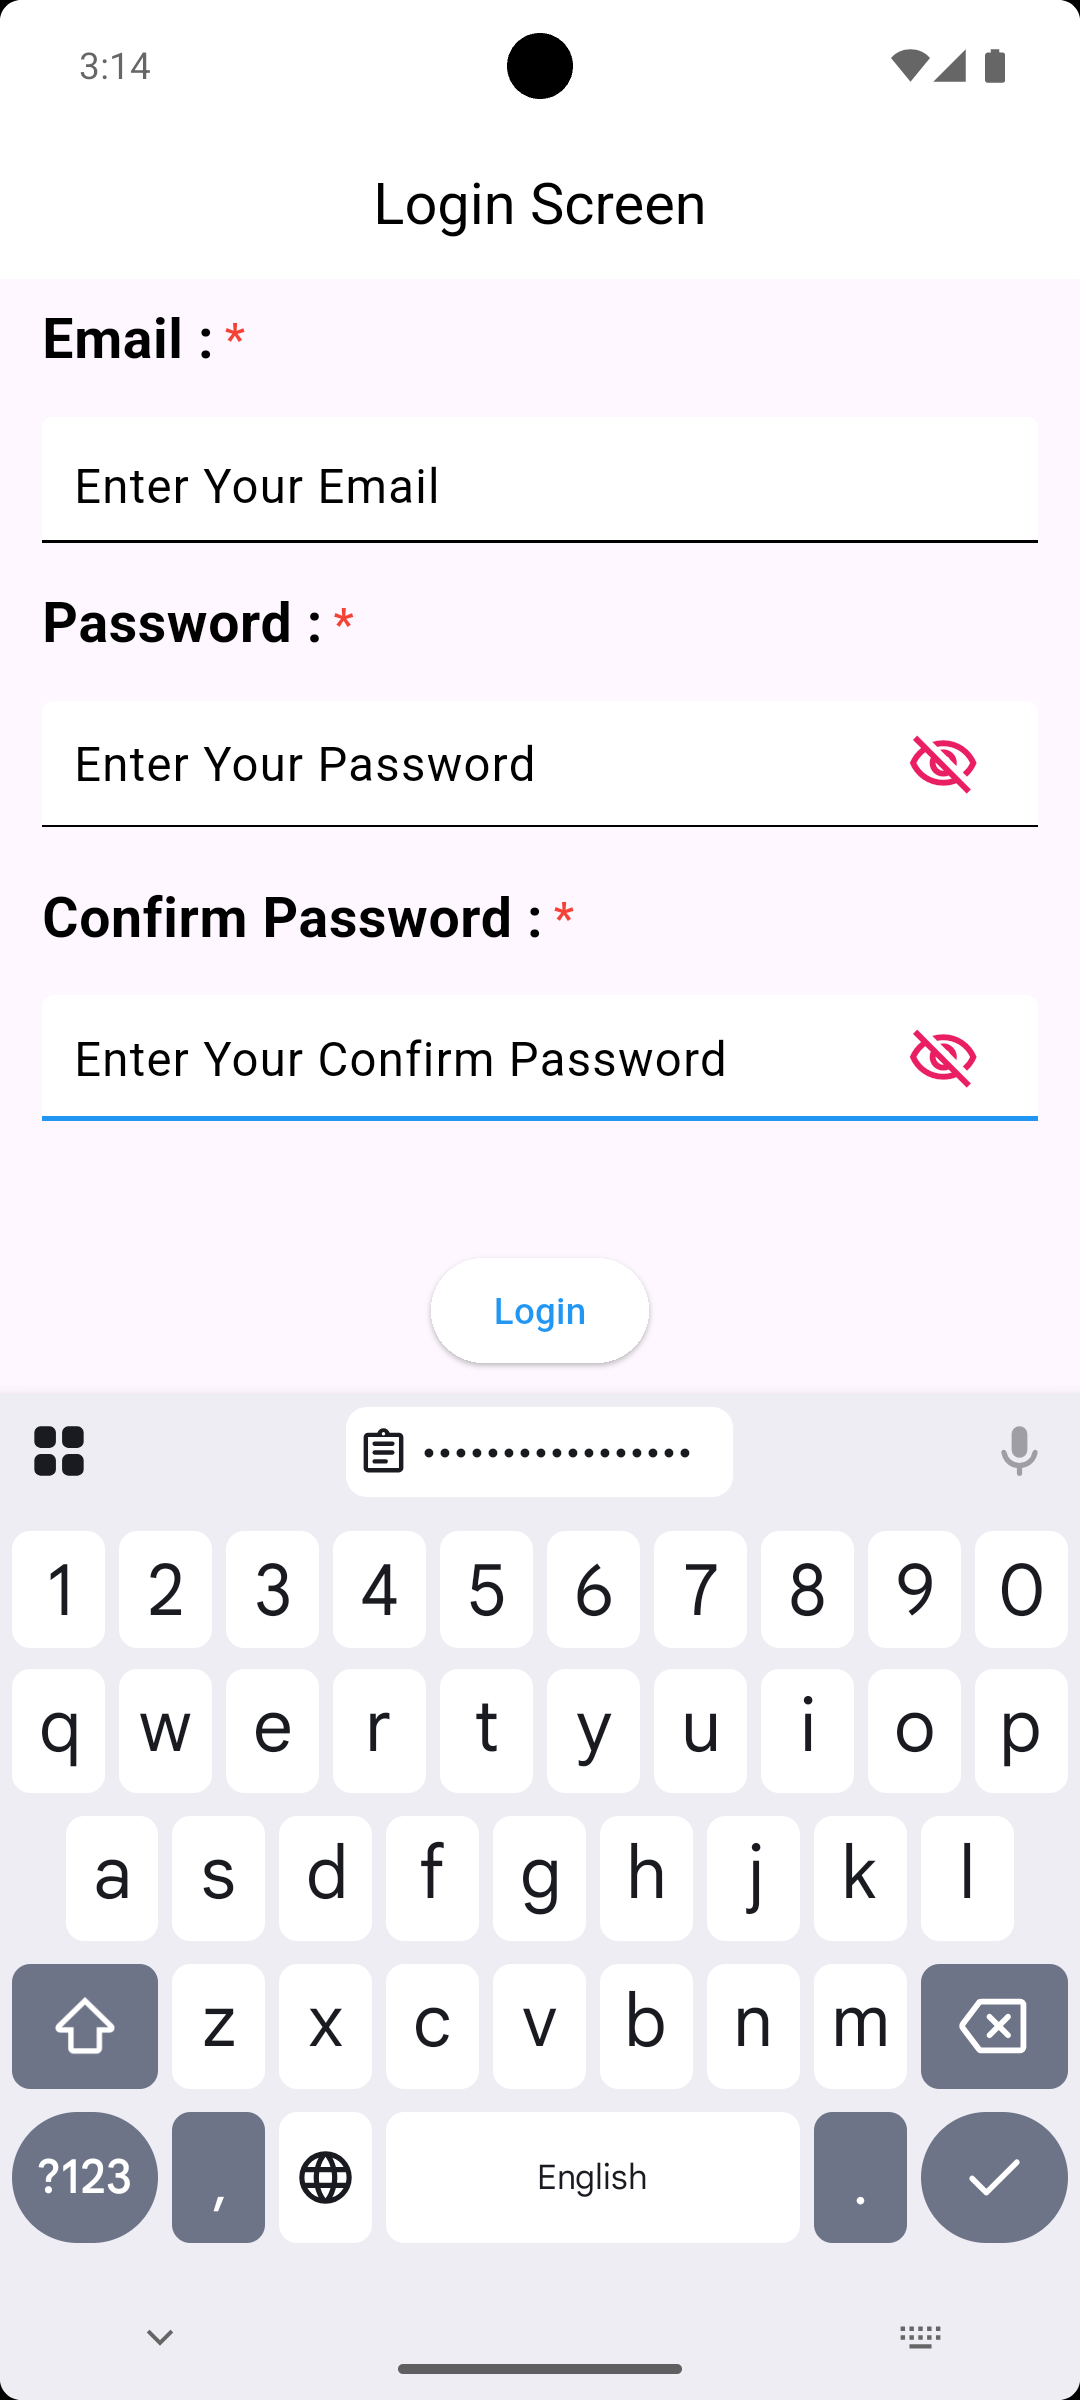 3:14
Login Screen
Email : *
Enter Your Email
Password : *
Enter Your Password
Confirm Password : *
Enter Your Confirm Password
Login
•••••••••••••••••
1 2 3 4 5 6 7 8 9 0
q w e r t y u i o p
a s d f g h j k l
z x c v b n m
?123 , English .